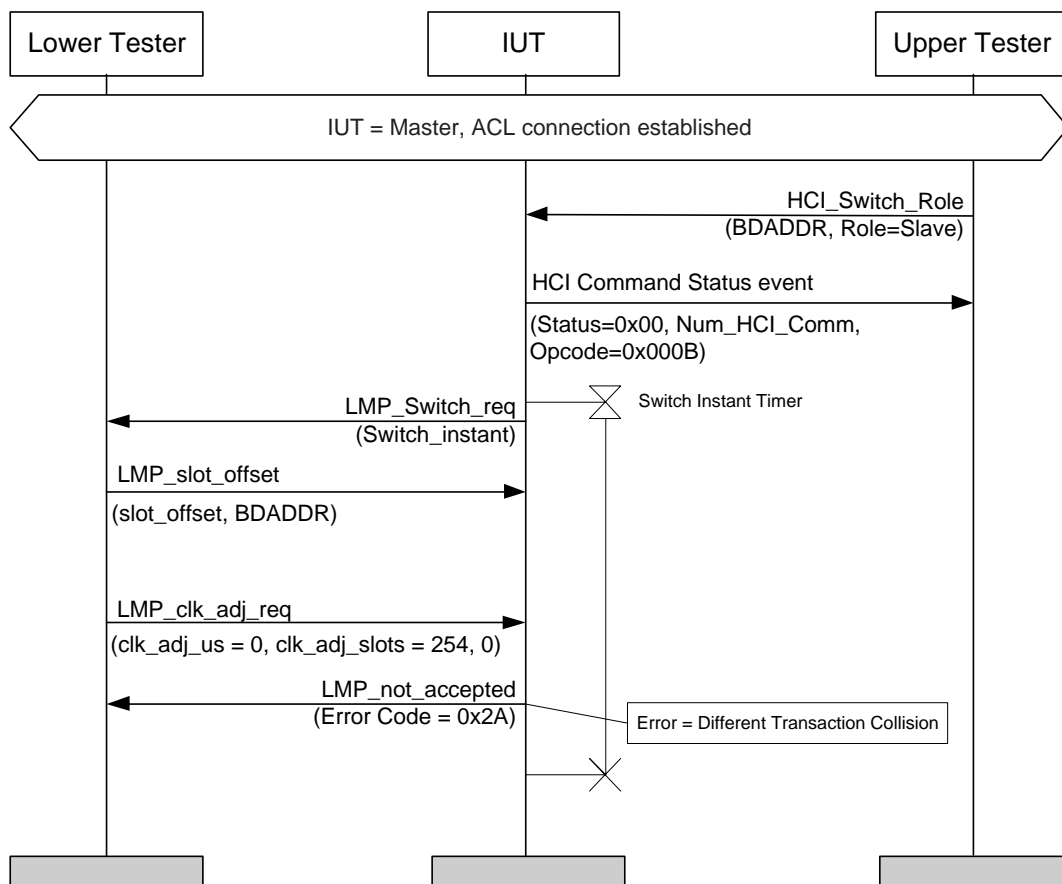 Lower Tester
IUT
Upper Tester
IUT = Master, ACL connection established
HCI_Switch_Role
(BDADDR, Role=Slave)
HCI Command Status event
(Status=0x00, Num_HCI_Comm,
Opcode=0x000B)
LMP_Switch_req
(Switch_instant)
Switch Instant Timer
LMP_slot_offset
(slot_offset, BDADDR)
LMP_clk_adj_req
(clk_adj_us = 0, clk_adj_slots = 254, 0)
LMP_not_accepted
(Error Code = 0x2A)
Error = Different Transaction Collision